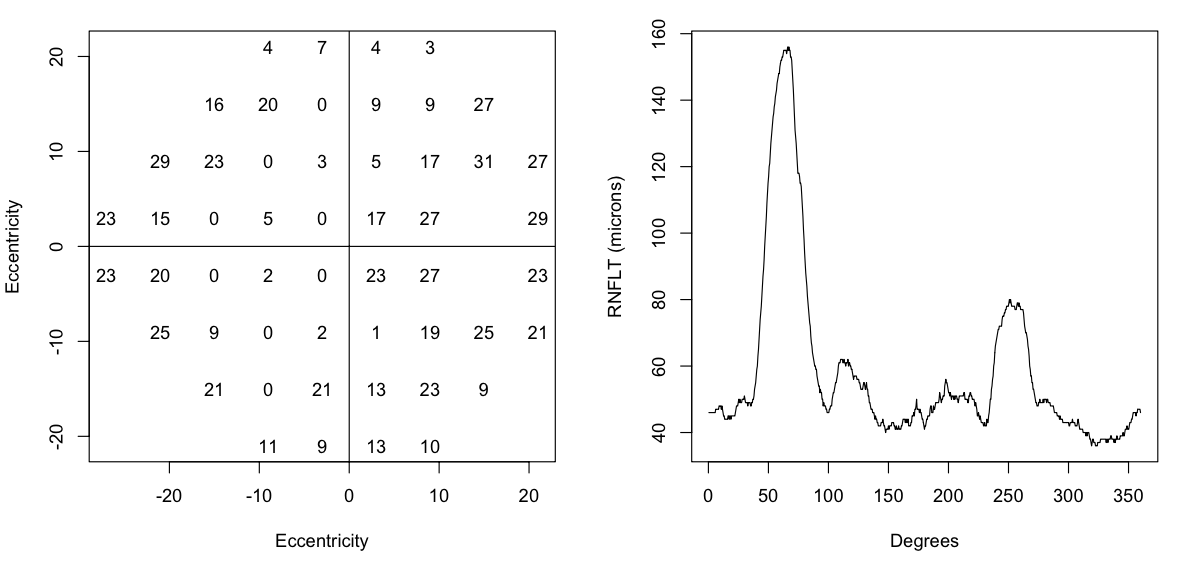 4 7 4 3
16 20 0 9 9 27
29 23 0 3 5 17 31 27
23 15 0 5 0 17 27 29
23 20 0 2 0 23 27 23
25 9 0 2 1 19 25 21
21 0 21 13 23 9
11 9 13 10
20
10
0
-10
-20
Eccentricity
-20 -10 0 10 20
Eccentricity
160
140
120
100
80
60
40
RNFLT (microns)
0 50 100 150 200 250 300 350
Degrees